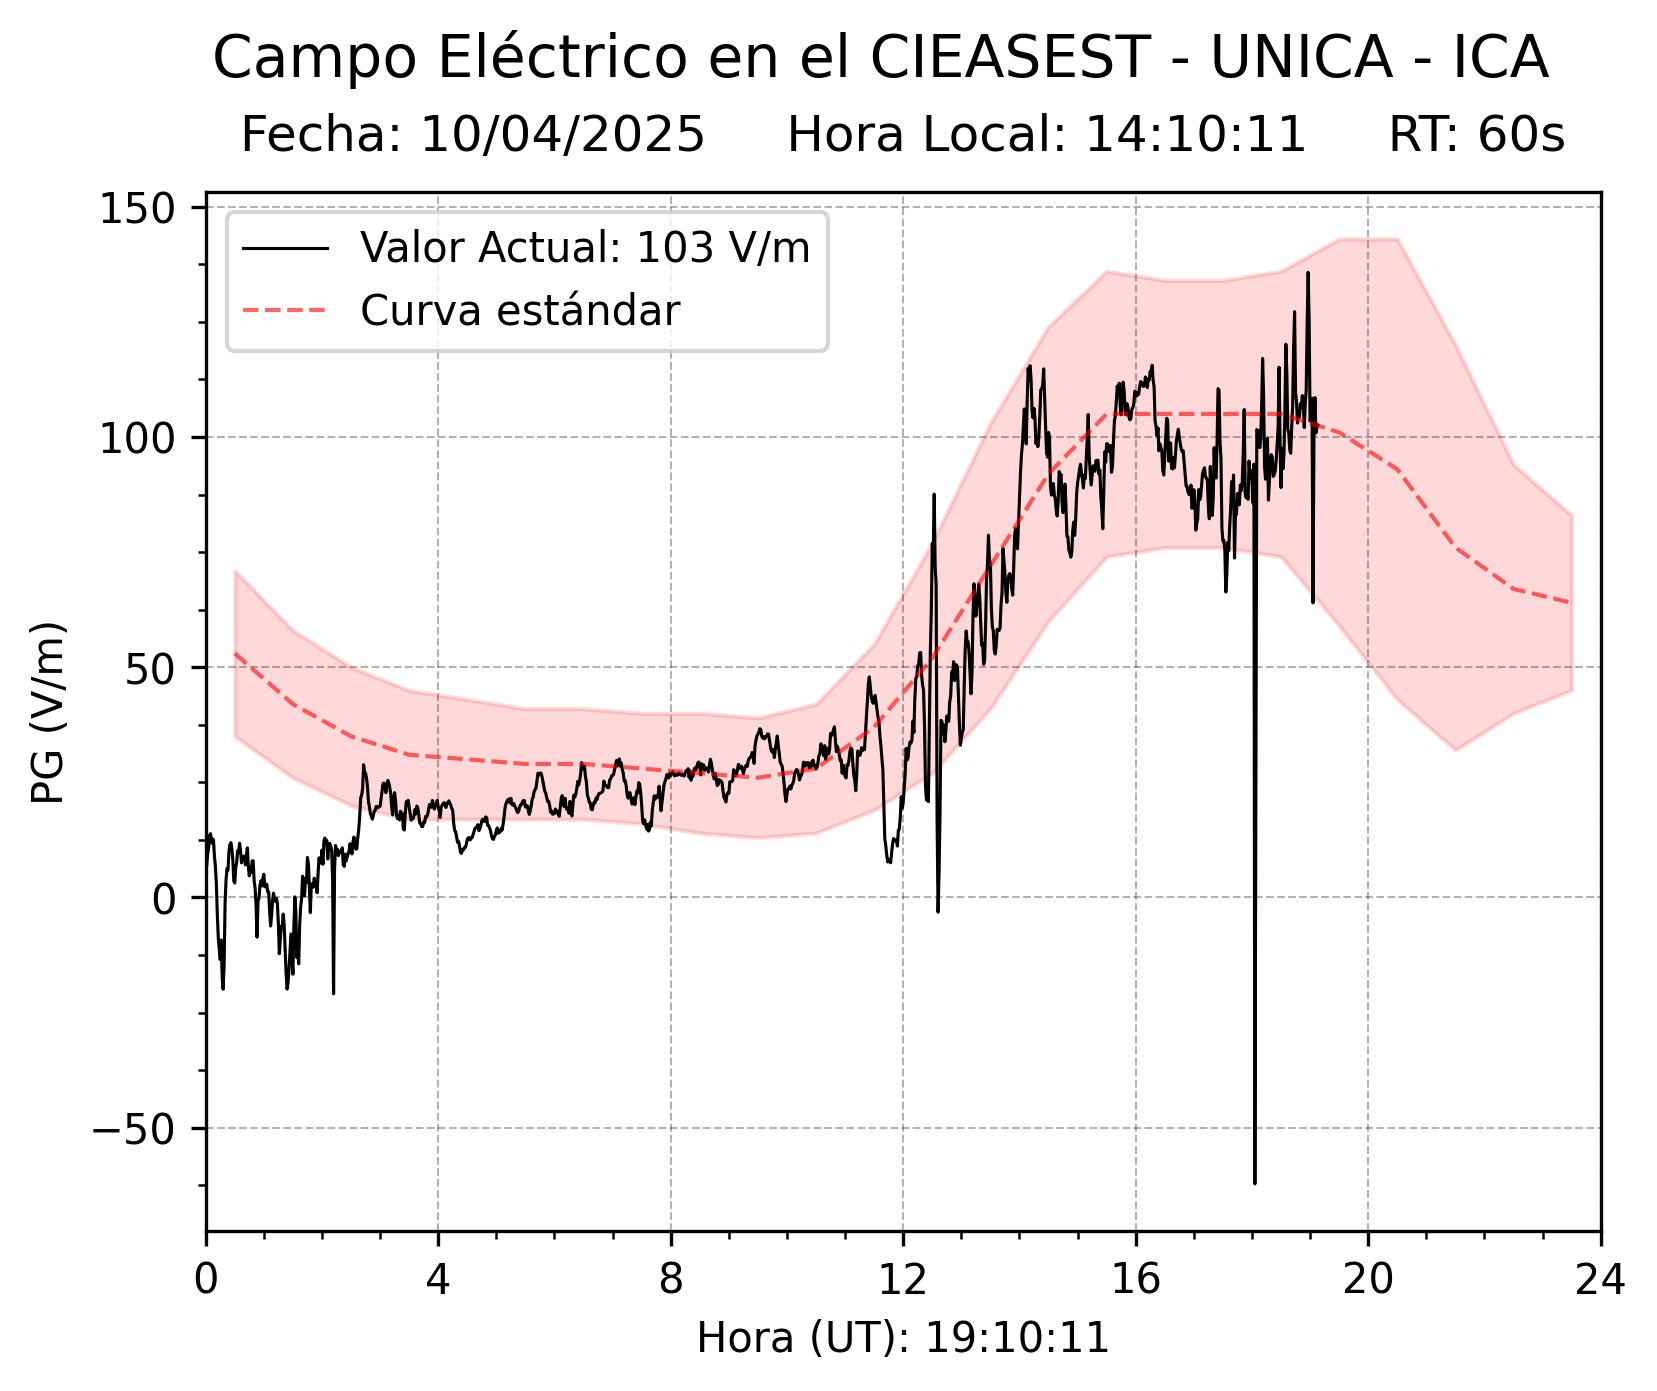 Campo Eléctrico en el CIEASEST - UNICA - ICA
Fecha: 10/04/2025 Hora Local: 14:10:11 RT: 60s
Valor Actual: 103 V/m
Curva estándar
PG (V/m)
150
100
50
0
−50
0 4 8 12 16 20 24
Hora (UT): 19:10:11